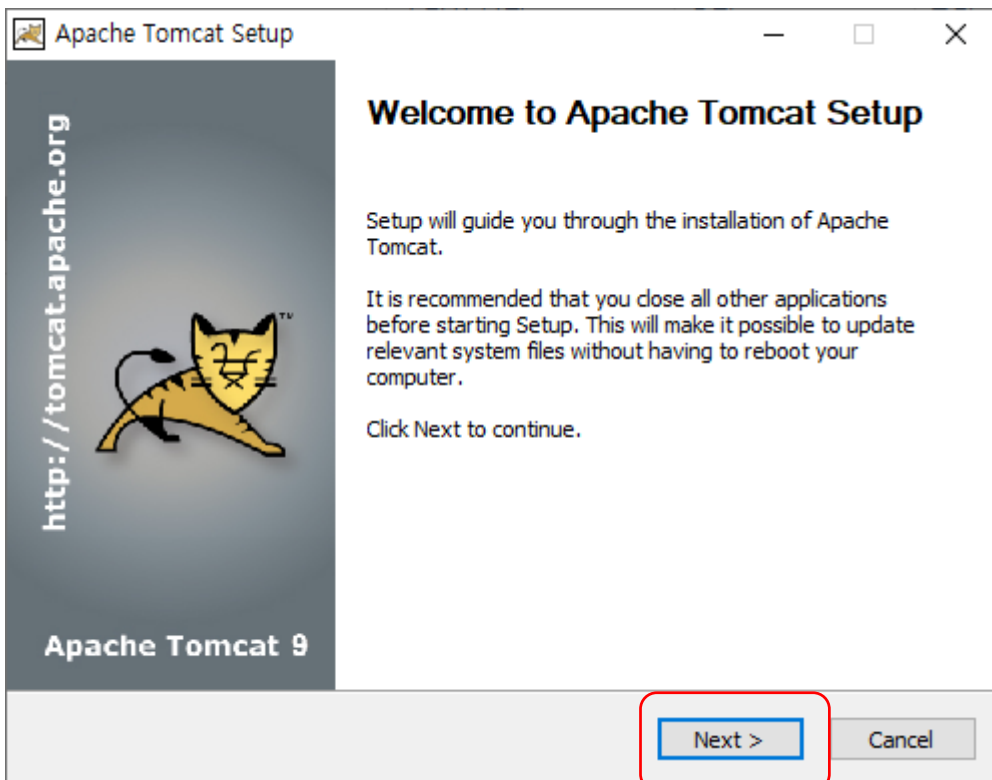 Apache Tomcat Setup
http://tomcat.apache.org
Apache Tomcat 9
Welcome to Apache Tomcat Setup
Setup will guide you through the installation of Apache
Tomcat.
It is recommended that you close all other applications
before starting Setup. This will make it possible to update
relevant system files without having to reboot your
computer.
Click Next to continue.
TM
Next >
Cancel